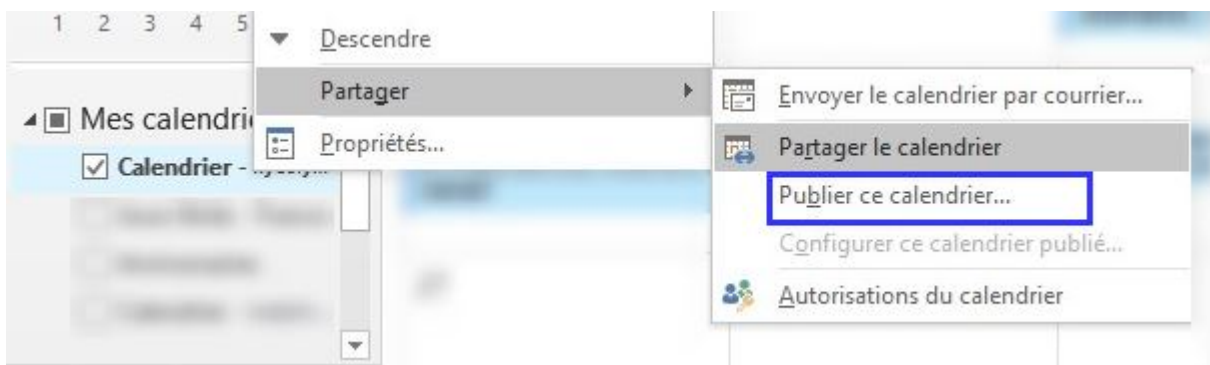 1 2 3 4 5
Descendre
Partager
Propriétés...
Mes calendri
Calendrier -
Envoyer le calendrier par courrier...
Partager le calendrier
Publier ce calendrier...
Configurer ce calendrier publié...
Autorisations du calendrier